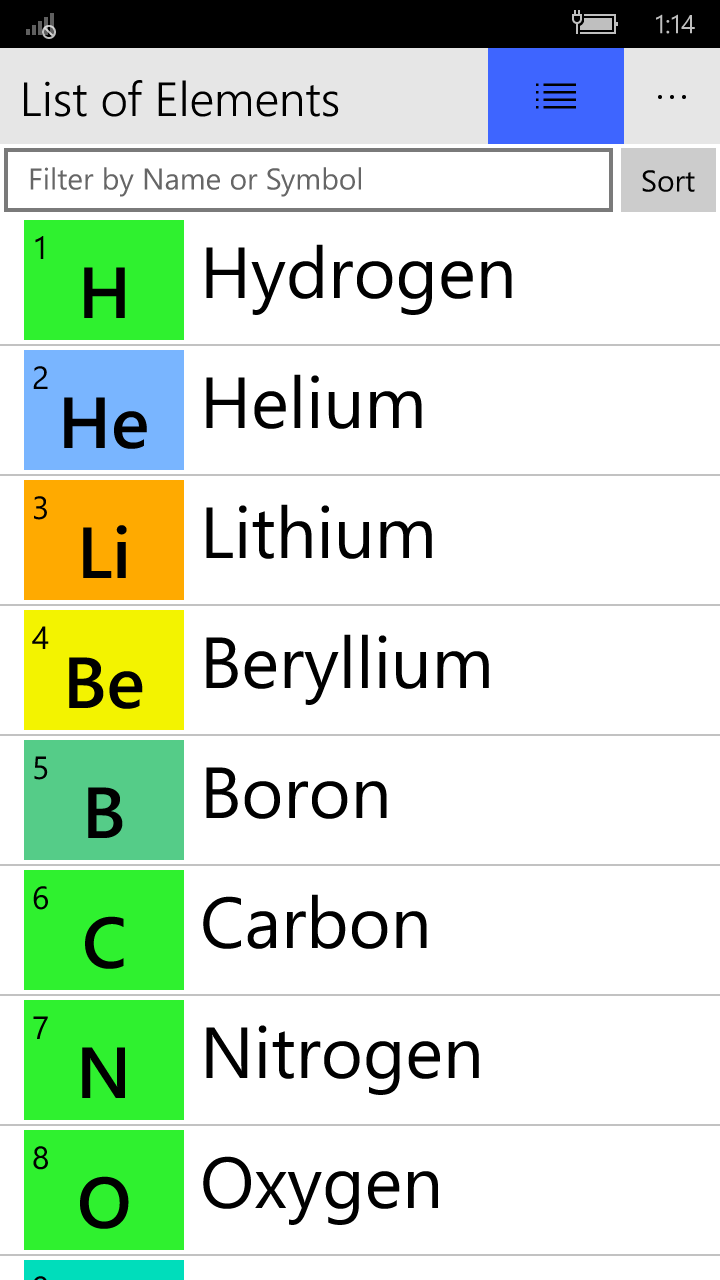 1:14
List of Elements
...
Filter by Name or Symbol
Sort
1
H
Hydrogen
2
He
Helium
3
Li
Lithium
4
Be
Beryllium
5
B
Boron
6
C
Carbon
7
N
Nitrogen
8
O
Oxygen